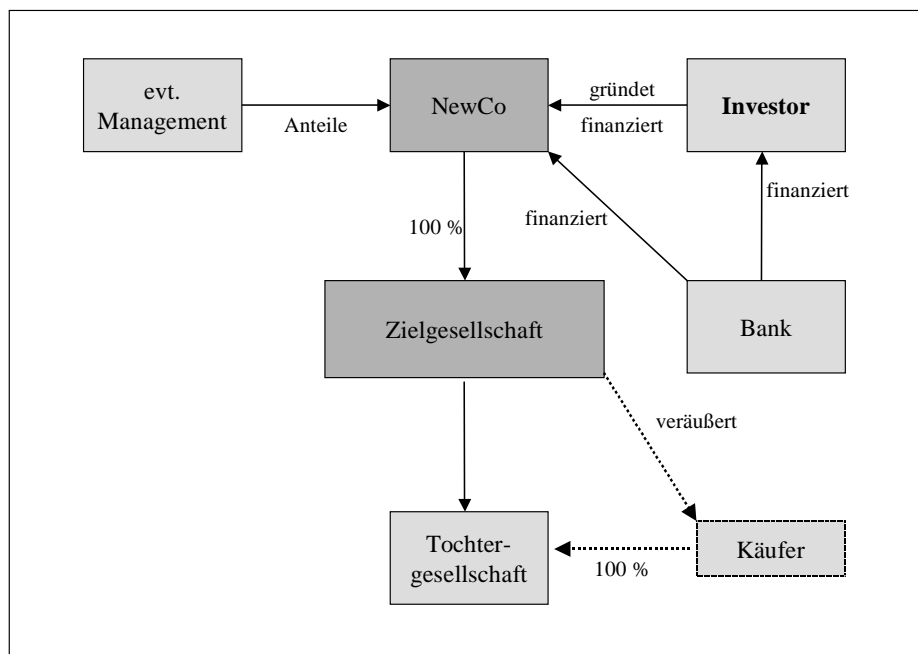 evt.
Management
Anteile
NewCo
gründet
finanziert
Investor
100 %
finanziert
finanziert
Zielgesellschaft
Bank
veräußert
Tochter-
gesellschaft
100 %
Käufer